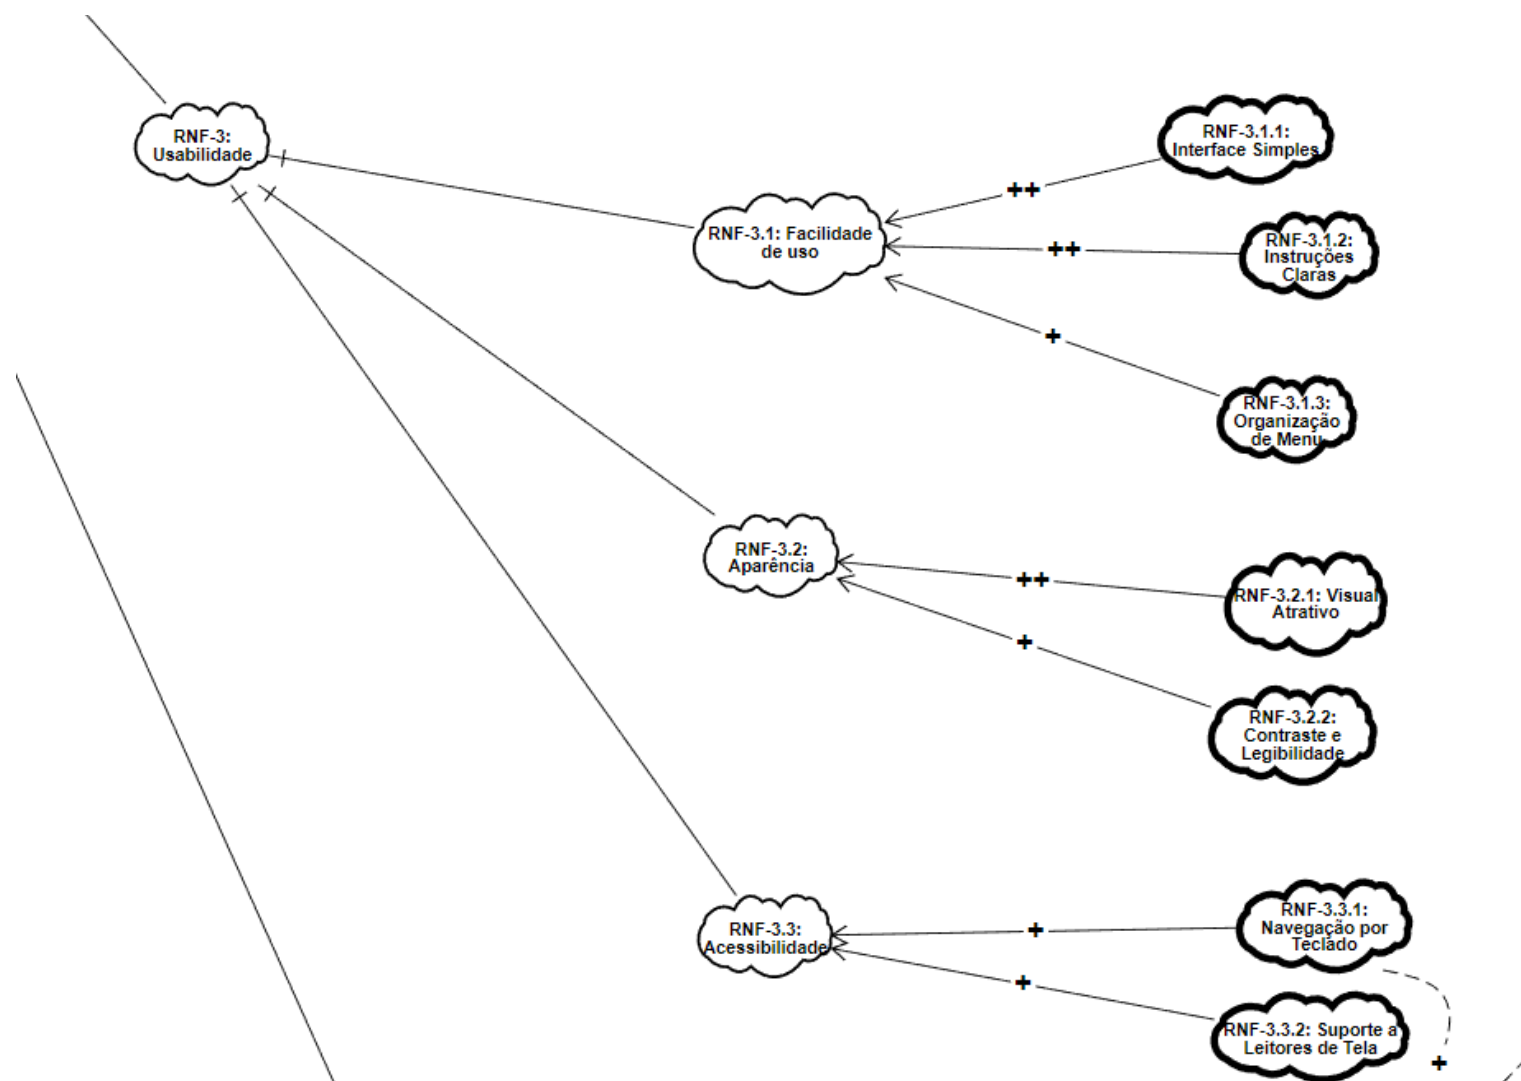 RNF-3:
Usabilidade
RNF-3.1: Facilidade
de uso
RNF-3.1.1:
Interface Simples
++
RNF-3.1.2:
Instruções
Claras
++
RNF-3.1.3:
Organização
de Menu
+
RNF-3.2:
Aparência
RNF-3.2.1: Visual
Atrativo
++
RNF-3.2.2:
Contraste e
Legibilidade
+
RNF-3.3:
Acessibilidade
RNF-3.3.1:
Navegação por
Teclado
+
RNF-3.3.2: Suporte a
Leitores de Tela
+
+